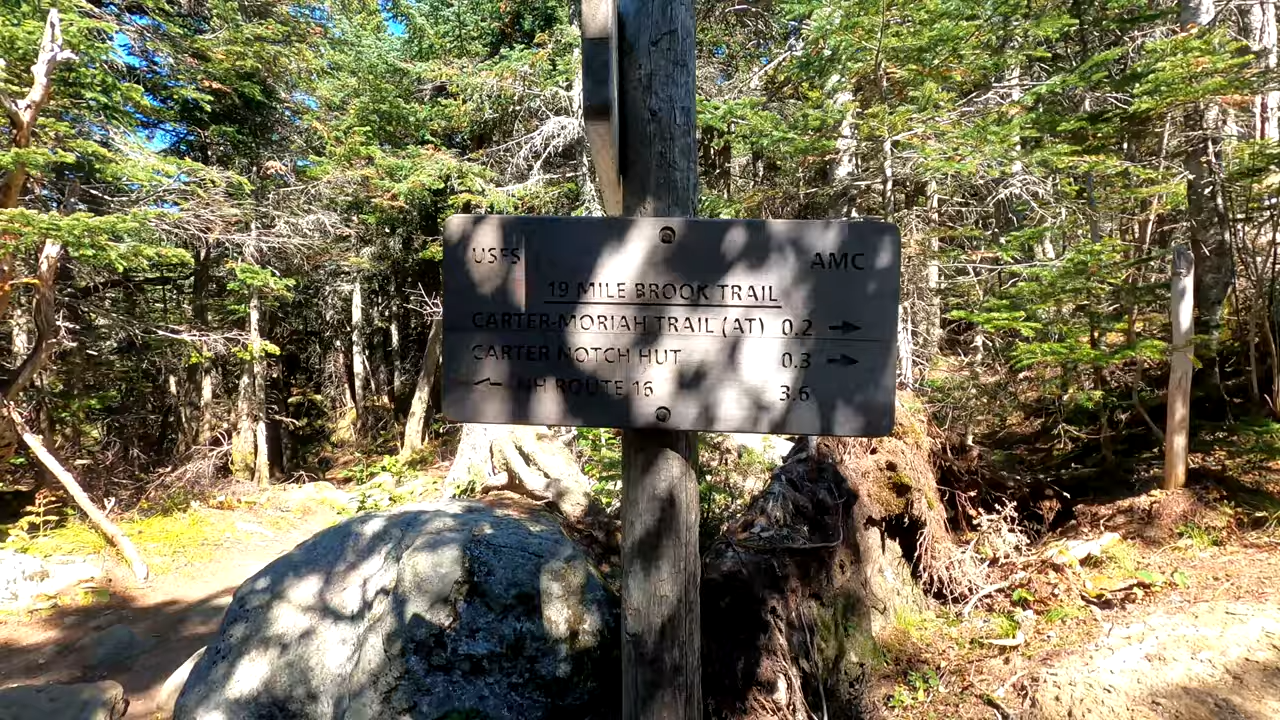 USFS AMC
19 MILE BROOK TRAIL
CARTER-MORIAH TRAIL (AT) 0.2 →
CARTER NOTCH HUT 0.3 →
← NH ROUTE 16 3.6